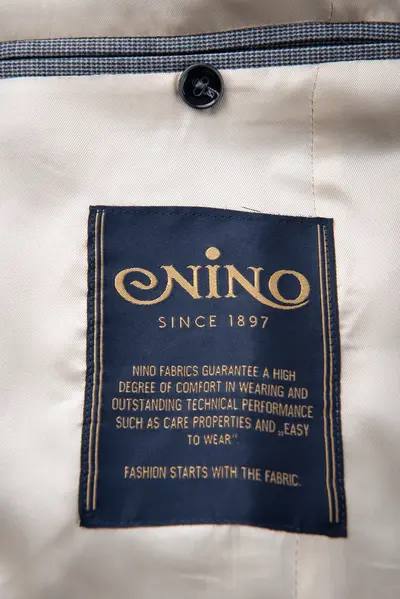 NINO
SINCE 1897
NINO FABRICS GUARANTEE A HIGH
DEGREE OF COMFORT IN WEARING AND
OUTSTANDING TECHNICAL PERFORMANCE
SUCH AS CARE PROPERTIES AND „EASY
TO WEAR“
FASHION STARTS WITH THE FABRIC.